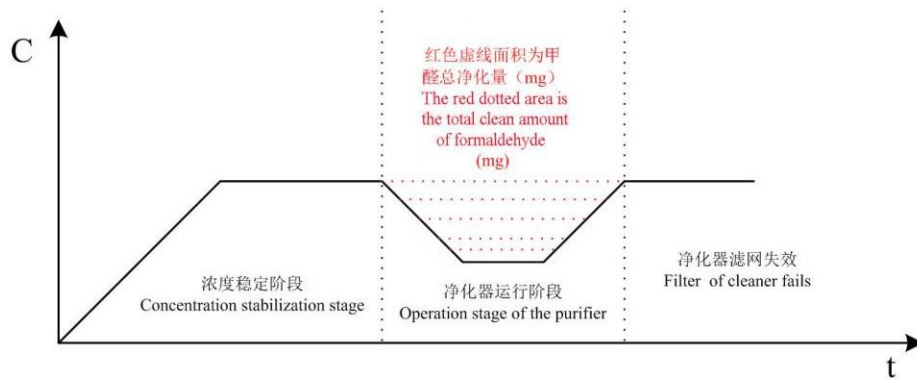 C
红色虚线面积为甲
醛总净化量（mg）
The red dotted area is
the total clean amount
of formaldehyde
(mg)
浓度稳定阶段
Concentration stabilization stage
净化器运行阶段
Operation stage of the purifier
净化器滤网失效
Filter of cleaner fails
t